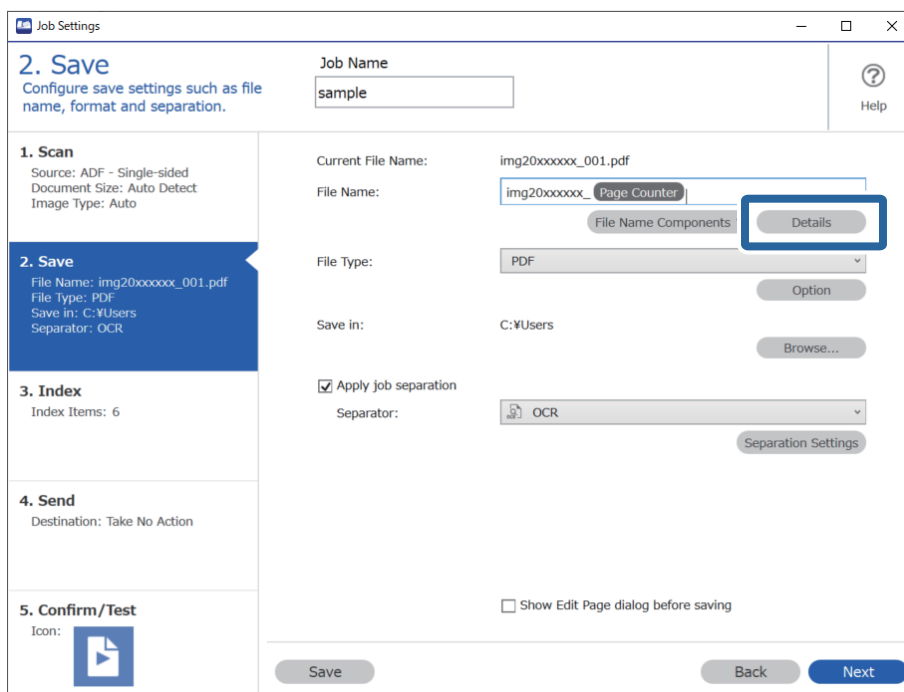 Job Settings
2. Save
Configure save settings such as file
name, format and separation.
Job Name
sample
Help
1. Scan
Source: ADF - Single-sided
Document Size: Auto Detect
Image Type: Auto
2. Save
File Name: img20xxxxxx_001.pdf
File Type: PDF
Save in: C:¥Users
Separator: OCR
3. Index
Index Items: 6
4. Send
Destination: Take No Action
5. Confirm/Test
Icon:
Current File Name: img20xxxxxx_001.pdf
File Name: img20xxxxxx_ Page Counter
File Name Components Details
File Type: PDF
Option
Save in: C:¥Users
Browse...
Apply job separation
Separator: OCR
Separation Settings
Show Edit Page dialog before saving
Save Back Next